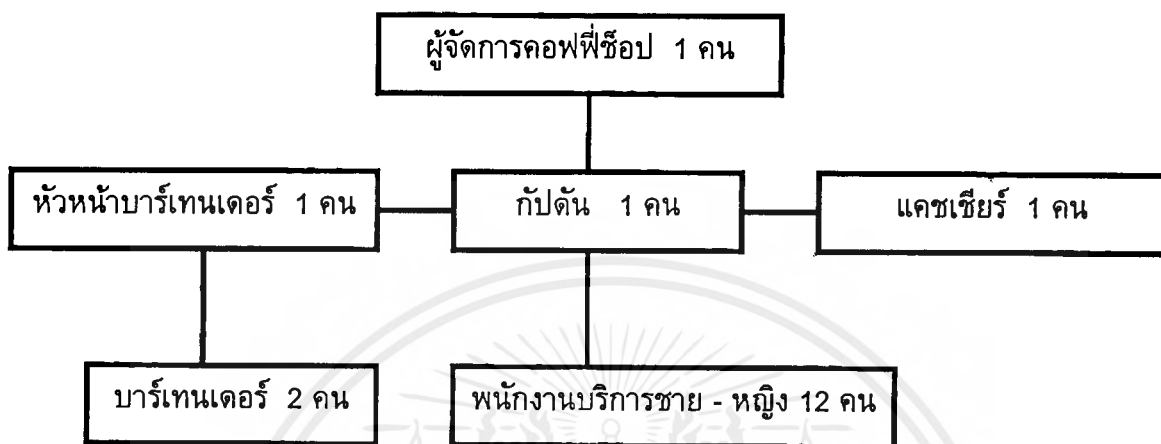 ผู้จัดการคอฟฟี่ช็อป 1 คน
หัวหน้าบาร์เทนเดอร์ 1 คน
กัปตัน 1 คน
แคชเชียร์ 1 คน
บาร์เทนเดอร์ 2 คน
พนักงานบริการชาย - หญิง 12 คน